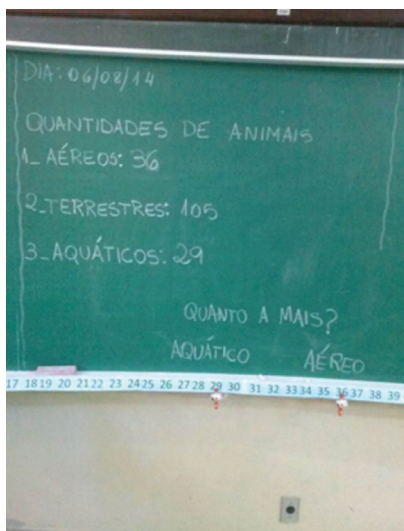 DIA: 06/08/14
QUANTIDADES DE ANIMAIS
1_ AÉREOS: 36
2_TERRESTRES: 105
3_AQUÁTICOS: 29
QUANTO A MAIS?
AQUÁTICO AÉREO
17 18 19 20 21 22 23 24 25 26 27 28 29 30 31 32 33 34 35 36 37 38 39